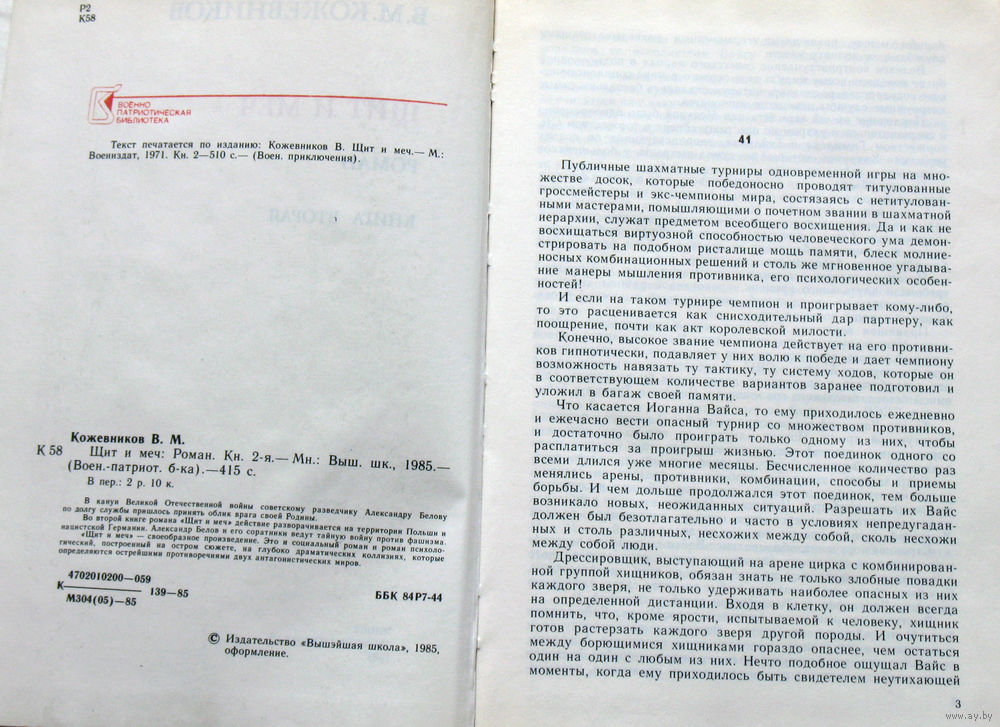 Р2
К58
В. М. КОЖЕВНИКОВ
ВОЕННО
ПАТРИОТИЧЕСКАЯ
БИБЛИОТЕКА
ЩИТ И МЕЧ
Текст печатается по изданию: Кожевников В. Щит и меч.— М.:
Воениздат, 1971. Кн. 2—510 с.— (Воен. приключения).
РОМАН
КНИГА ВТОРАЯ
Кожевников В. М.
К 58 Щит и меч: Роман. Кн. 2-я.— Мн.: Выш. шк., 1985.—
(Воен.-патриот. б-ка).—415 с.
В пер.: 2 р. 10 к.
В канун Великой Отечественной войны советскому разведчику Александру Белову
по долгу службы пришлось принять облик врага своей Родины.
Во второй книге романа «Щит и меч» действие разворачивается на территории Польши и
нацистской Германии. Александр Белов и его соратники ведут тайную войну против фашизма.
«Щит и меч» — своеобразное произведение. Это и социальный роман и роман психоло-
гический, построенный на остром сюжете, на глубоко драматических коллизиях, которые
определяются острейшими противоречиями двух антагонистических миров.
4702010200—059
К 139—85
М304(05)—85
ББК 84Р7-44
© Издательство «Вышэйшая школа», 1985,
оформление.
41
Публичные шахматные турниры одновременной игры на мно-
жестве досок, которые победоносно проводят титулованные
гроссмейстеры и экс-чемпионы мира, состязаясь с нетитулован-
ными мастерами, помышляющими о почетном звании в шахматной
иерархии, служат предметом всеобщего восхищения. Да и как не
восхищаться виртуозной способностью человеческого ума демон-
стрировать на подобном ристалище мощь памяти, блеск молние-
носных комбинационных решений и столь же мгновенное угадыва-
ние манеры мышления противника, его психологических особен-
ностей!
И если на таком турнире чемпион и проигрывает кому-либо,
то это расценивается как снисходительный дар партнеру, как
поощрение, почти как акт королевской милости.
Конечно, высокое звание чемпиона действует на его противни-
ков гипнотически, подавляет у них волю к победе и дает чемпиону
возможность навязать ту тактику, ту систему ходов, которые он
в соответствующем количестве вариантов заранее подготовил и
уложил в багаж своей памяти.
Что касается Иоганна Вайса, то ему приходилось ежедневно
и ежечасно вести опасный турнир со множеством противников,
и достаточно было проиграть только одному из них, чтобы
расплатиться за проигрыш жизнью. Этот поединок одного со
всеми длился уже многие месяцы. Бесчисленное количество раз
менялись арены, противники, комбинации, способы и приемы
борьбы. И чем дольше продолжался этот поединок, тем больше
возникало новых, неожиданных ситуаций. Разрешать их Вайс
должен был безотлагательно и часто в условиях непредугадан-
ных и столь различных, несхожих между собой, сколь несхожи
между собой люди.
Дрессировщик, выступающий на арене цирка с комбинирован-
ной группой хищников, обязан знать не только злобные повадки
каждого зверя, не только удерживать наиболее опасных из них
на определенной дистанции. Входя в клетку, он должен всегда
помнить, что, кроме ярости, испытываемой к человеку, хищник
готов растерзать каждого зверя другой породы. И очутиться
между борющимися хищниками гораздо опаснее, чем остаться
один на один с любым из них. Нечто подобное ощущал Вайс в
моменты, когда ему приходилось быть свидетелем неутихающей
3
www.ay.by